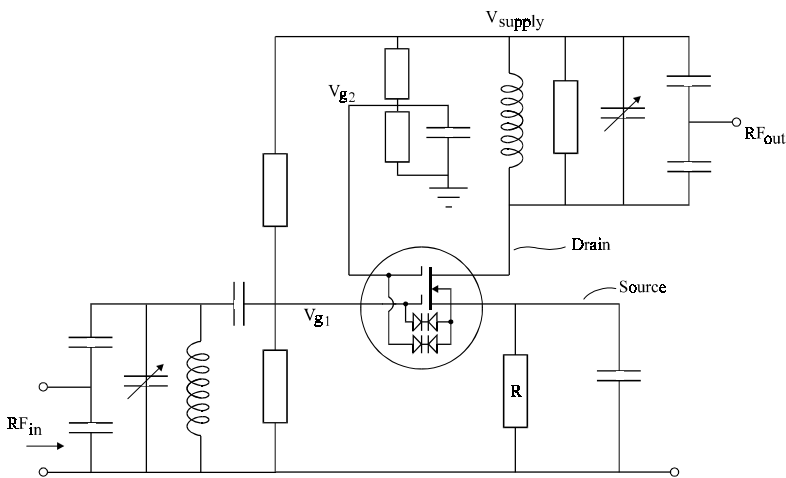 Vsupply
Vg2
RFout
Drain
Source
Vg1
R
RFin